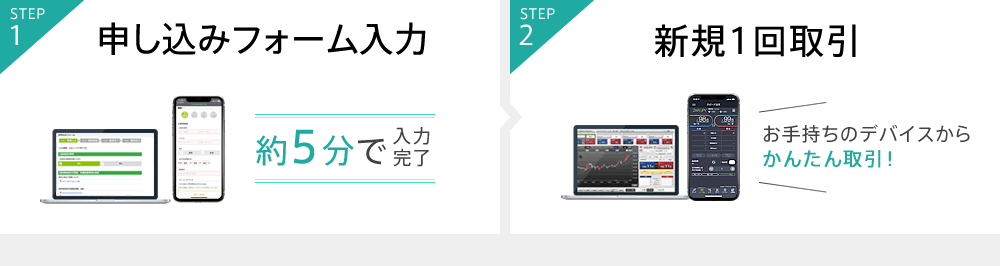 STEP
1
申し込みフォーム入力
約5分で
入力
完了
STEP
2
新規1回取引
お手持ちのデバイスから
かんたん取引！